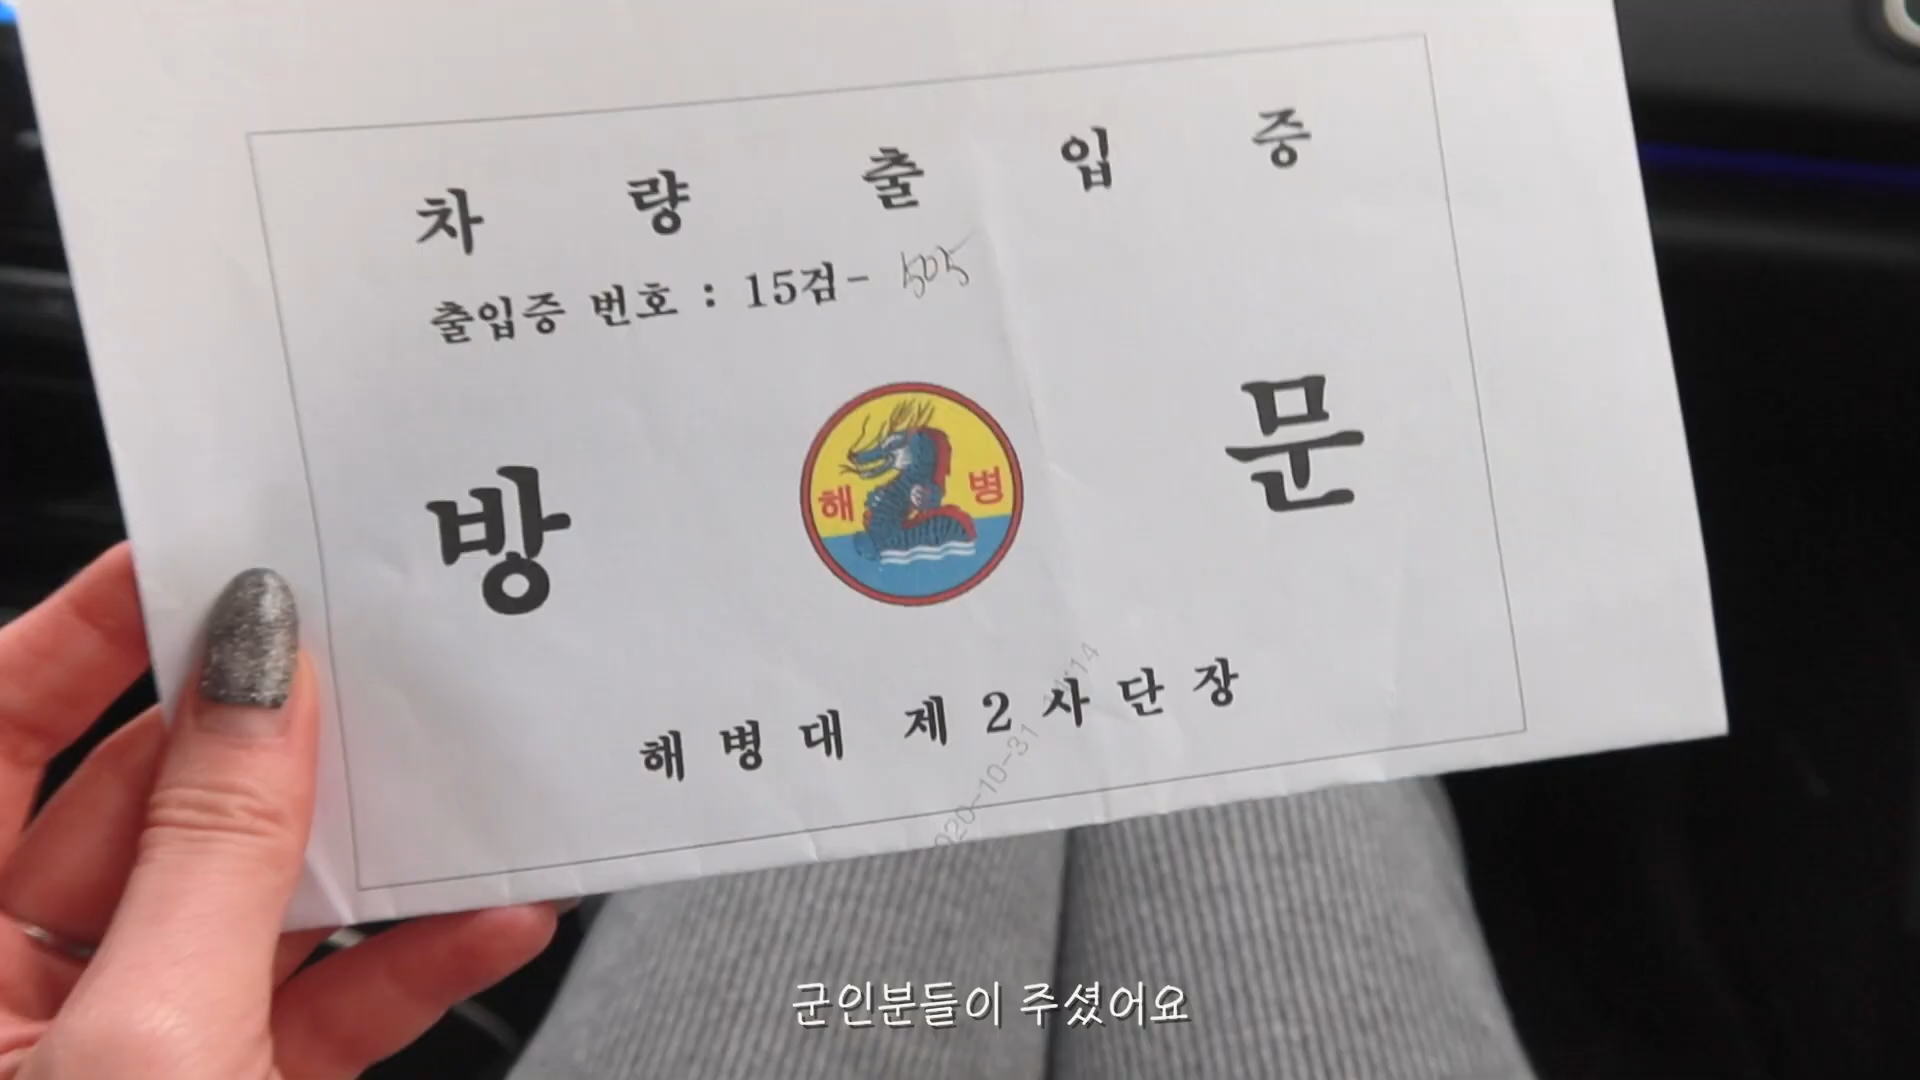 차 량 출 입 증
출입증 번호 : 15검- 505
방 문
해 병
해 병 대 제 2 사 단 장
군인분들이 주셨어요